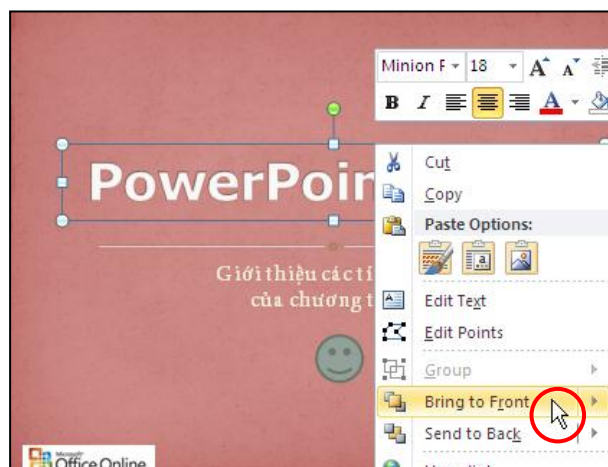 Minion F 18 A A
B I A
PowerPoin
Cut
Copy
Paste Options:
Giới thiệu các tí
của chương t
Edit Text
Edit Points
Group
Bring to Front
Send to Back
Microsoft
Office Online